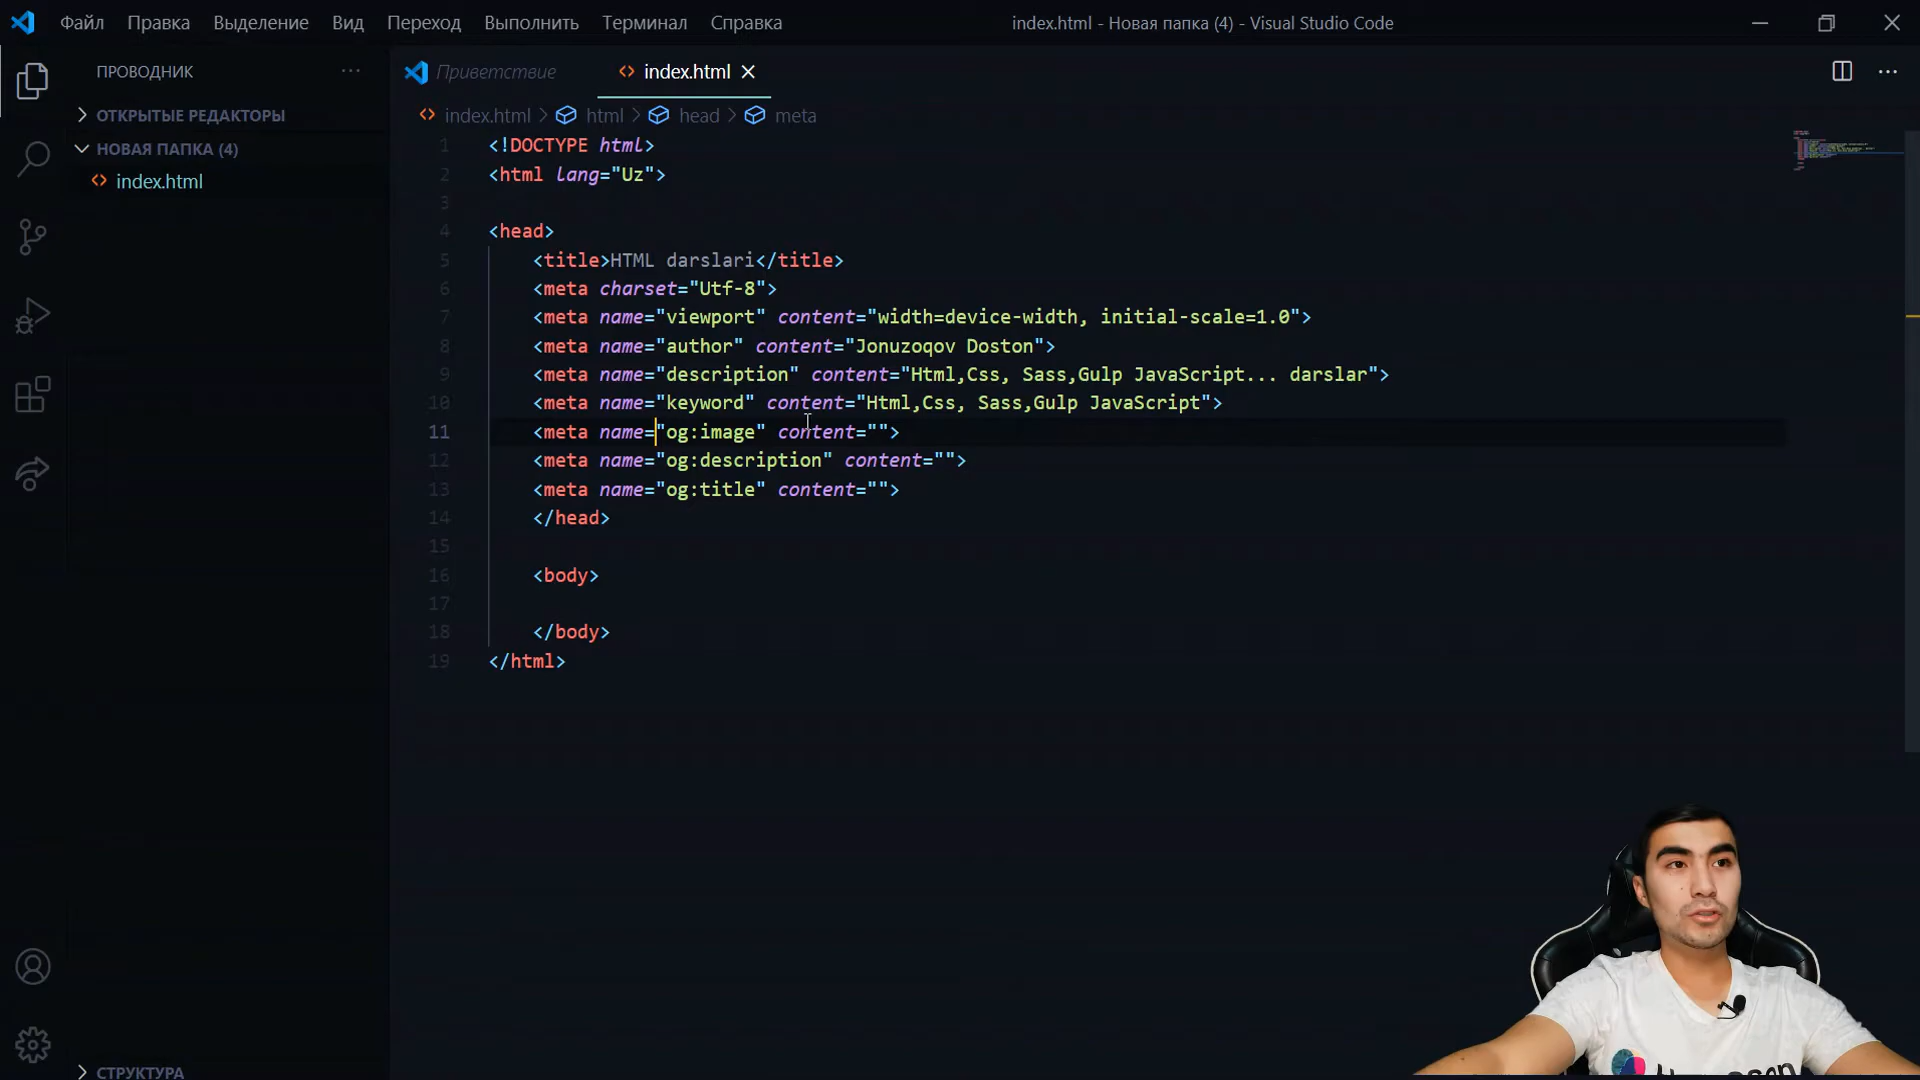 Файл Правка Выделение Вид Переход Выполнить Терминал Справка index.html - Новая папка (4) - Visual Studio Code
ПРОВОДНИК
Приветствие index.html
ОТКРЫТЫЕ РЕДАКТОРЫ
index.html > html > head > meta
НОВАЯ ПАПКА (4)
index.html
1 <!DOCTYPE html>
2 <html lang="Uz">
3
4 <head>
5 <title>HTML darslari</title>
6 <meta charset="Utf-8">
7 <meta name="viewport" content="width=device-width, initial-scale=1.0">
8 <meta name="author" content="Jonuzoqov Doston">
9 <meta name="description" content="Html,Css, Sass,Gulp JavaScript... darslar">
10 <meta name="keyword" content="Html,Css, Sass,Gulp JavaScript">
11 <meta name="og:image" content="">
12 <meta name="og:description" content="">
13 <meta name="og:title" content="">
14 </head>
15
16 <body>
17
18 </body>
19 </html>
СТРУКТУРА